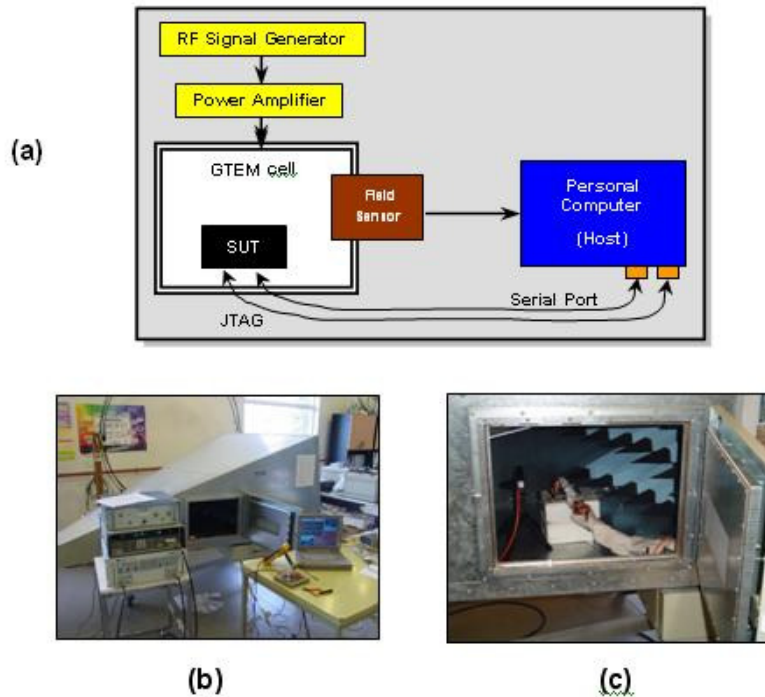 RF Signal Generator
Power Amplifier
(a)
GTEM cell
Field
Sensor
Personal
Computer
(Host)
SUT
Serial Port
JTAG
(b)
(c)